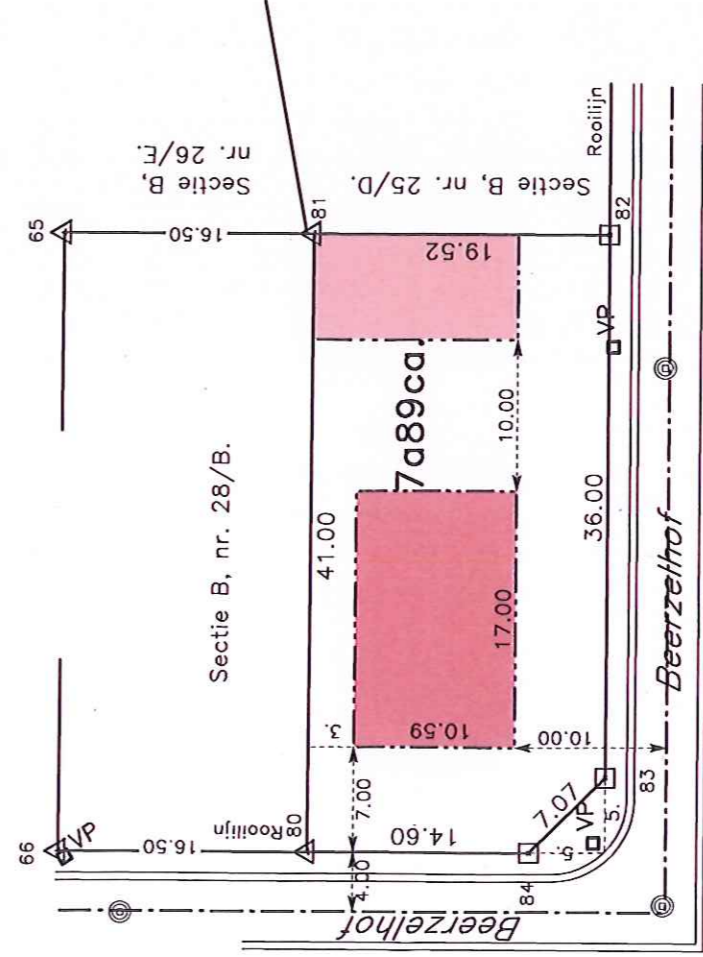 65
66
VP
16.50
16.50
Sectie B,
nr. 26/E.
Sectie B, nr. 28/B.
Rooilijn
80
81
41.00
Sectie B, nr. 25/D.
19.52
3.
7a89ca.
7.00
4.00
14.60
10.59
17.00
10.00
10.00
Rooilijn
82
VP
36.00
7.07
VP
5.
5.
83
84
Beerzelhof
Beerzelhof